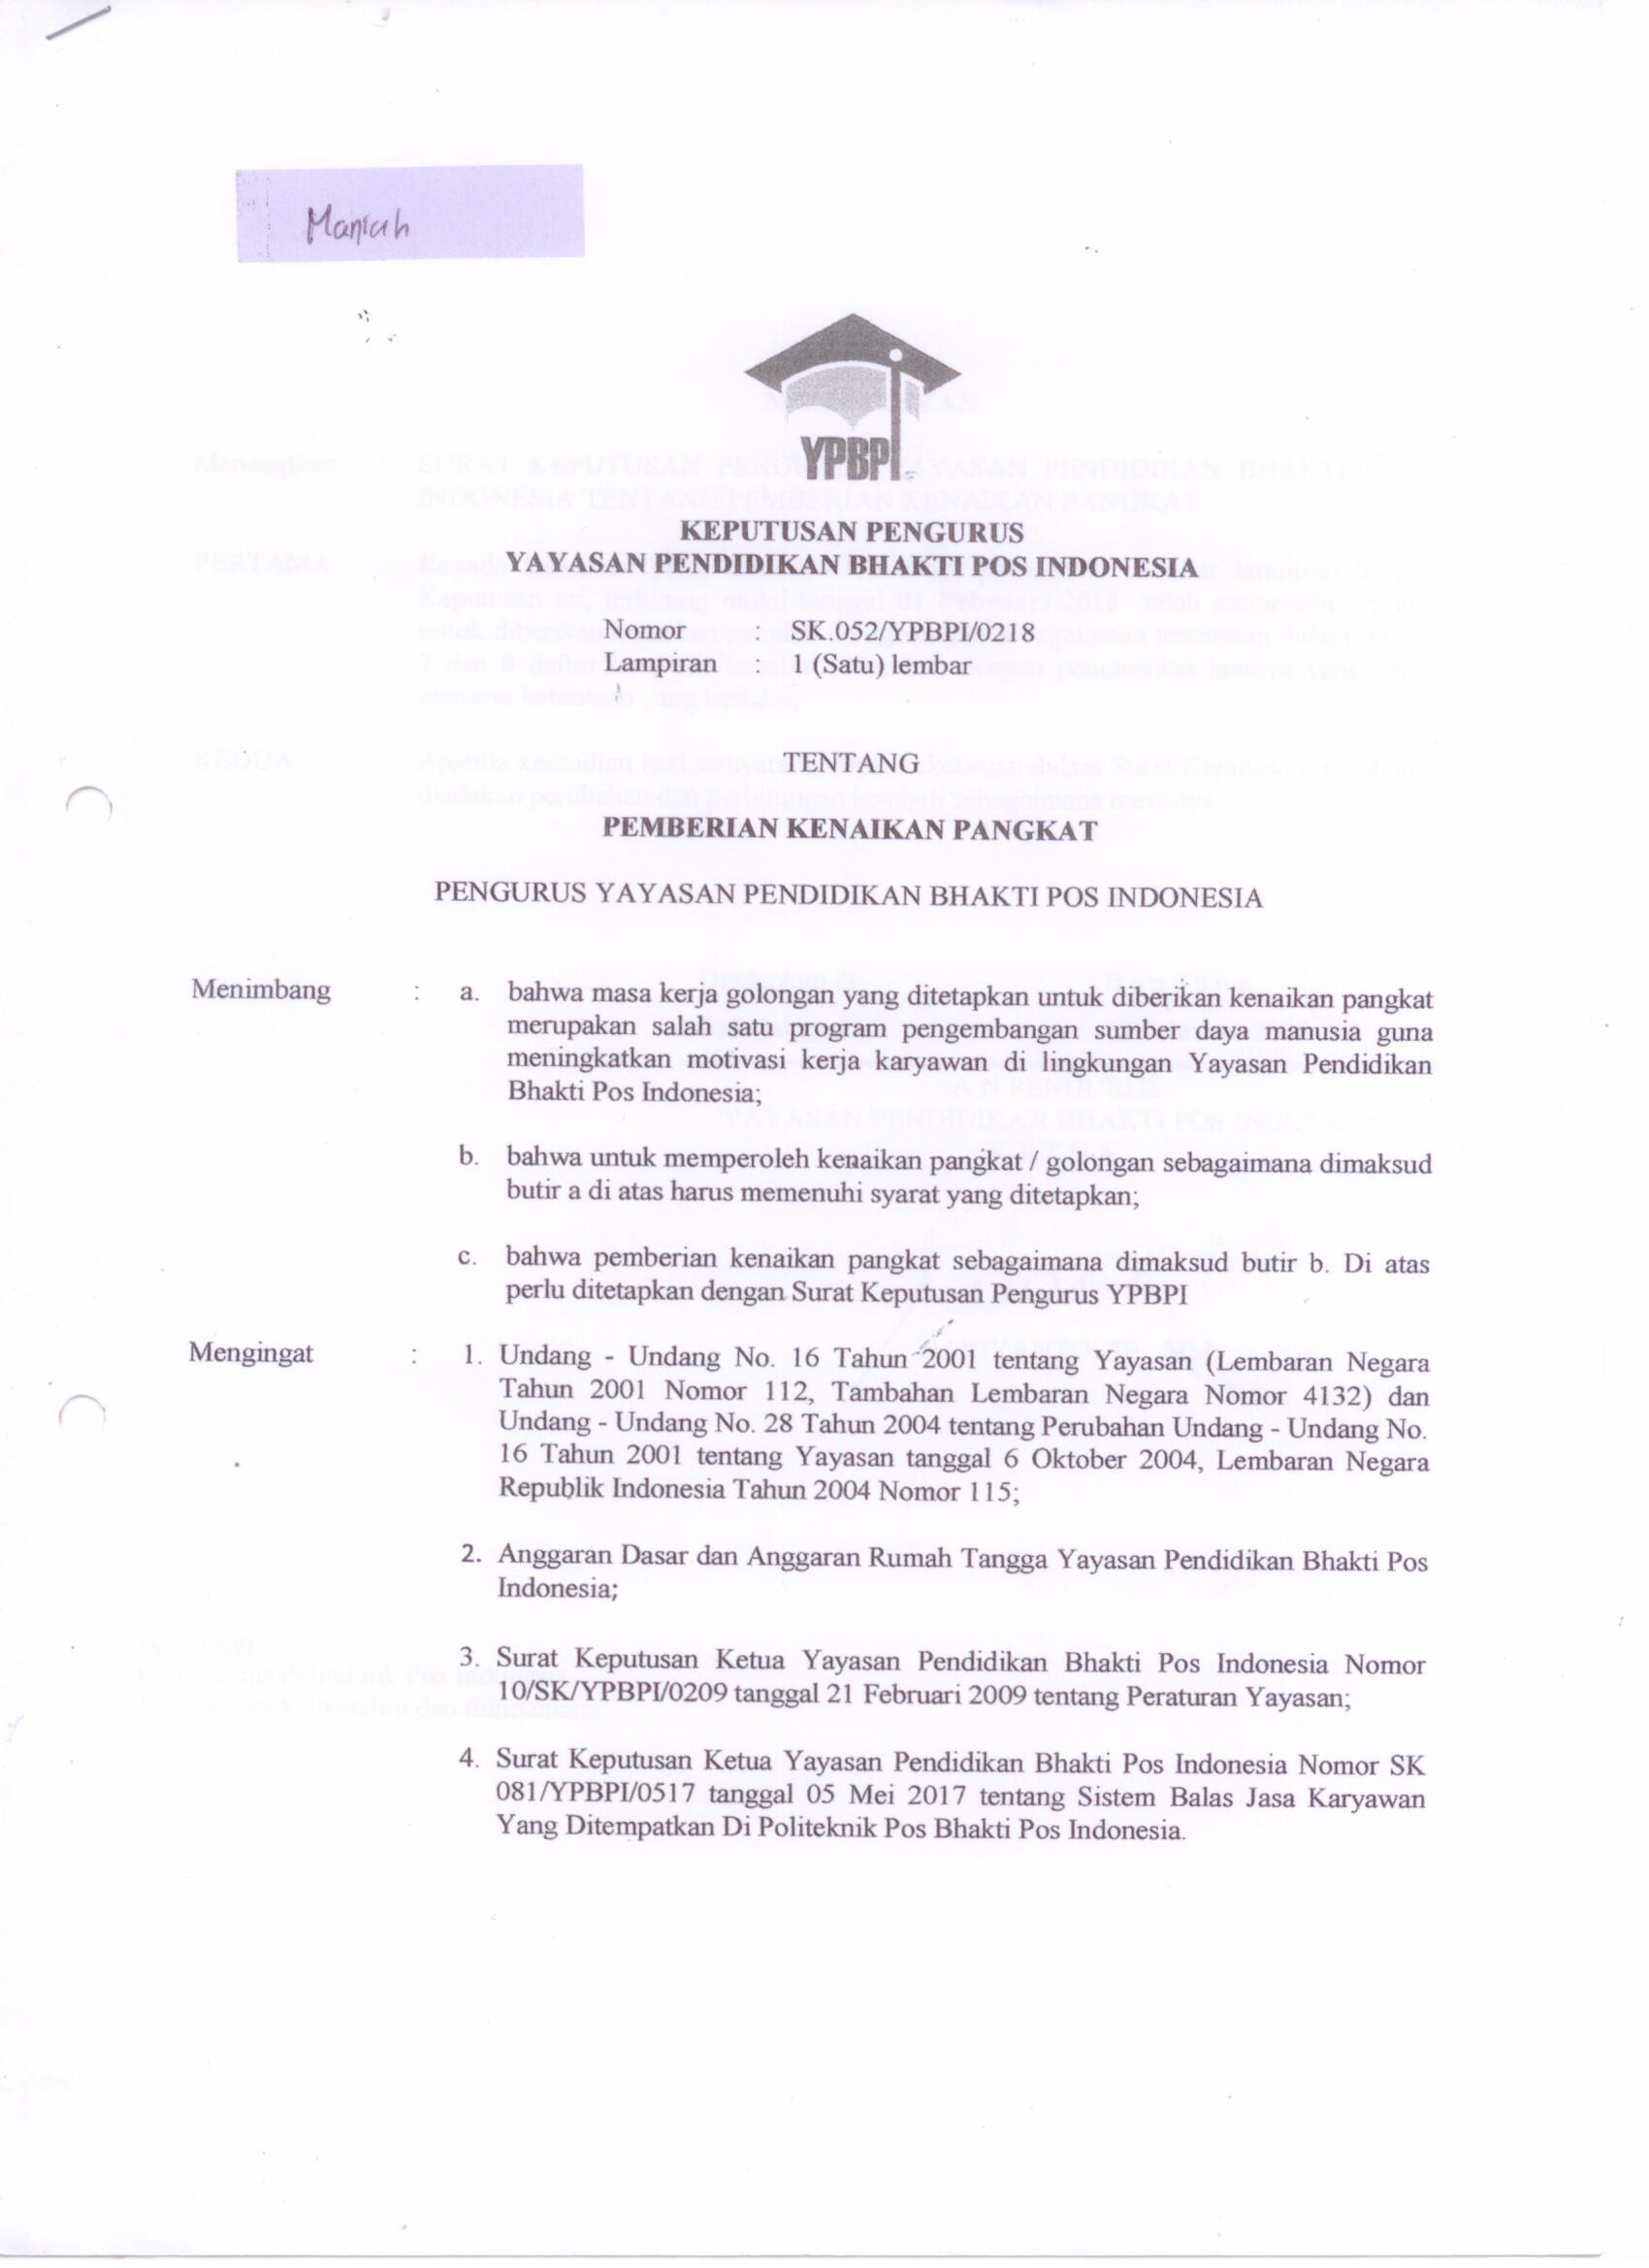 Maniah
YPBPI
KEPUTUSAN PENGURUS
YAYASAN PENDIDIKAN BHAKTI POS INDONESIA
Nomor : SK.052/YPBPI/0218
Lampiran : 1 (Satu) lembar
TENTANG
PEMBERIAN KENAIKAN PANGKAT
PENGURUS YAYASAN PENDIDIKAN BHAKTI POS INDONESIA
Menimbang : a. bahwa masa kerja golongan yang ditetapkan untuk diberikan kenaikan pangkat
merupakan salah satu program pengembangan sumber daya manusia guna
meningkatkan motivasi kerja karyawan di lingkungan Yayasan Pendidikan
Bhakti Pos Indonesia;
b. bahwa untuk memperoleh kenaikan pangkat / golongan sebagaimana dimaksud
butir a di atas harus memenuhi syarat yang ditetapkan;
c. bahwa pemberian kenaikan pangkat sebagaimana dimaksud butir b. Di atas
perlu ditetapkan dengan Surat Keputusan Pengurus YPBPI
Mengingat : 1. Undang - Undang No. 16 Tahun 2001 tentang Yayasan (Lembaran Negara
Tahun 2001 Nomor 112, Tambahan Lembaran Negara Nomor 4132) dan
Undang - Undang No. 28 Tahun 2004 tentang Perubahan Undang - Undang No.
16 Tahun 2001 tentang Yayasan tanggal 6 Oktober 2004, Lembaran Negara
Republik Indonesia Tahun 2004 Nomor 115;
2. Anggaran Dasar dan Anggaran Rumah Tangga Yayasan Pendidikan Bhakti Pos
Indonesia;
3. Surat Keputusan Ketua Yayasan Pendidikan Bhakti Pos Indonesia Nomor
10/SK/YPBPI/0209 tanggal 21 Februari 2009 tentang Peraturan Yayasan;
4. Surat Keputusan Ketua Yayasan Pendidikan Bhakti Pos Indonesia Nomor SK
081/YPBPI/0517 tanggal 05 Mei 2017 tentang Sistem Balas Jasa Karyawan
Yang Ditempatkan Di Politeknik Pos Bhakti Pos Indonesia.